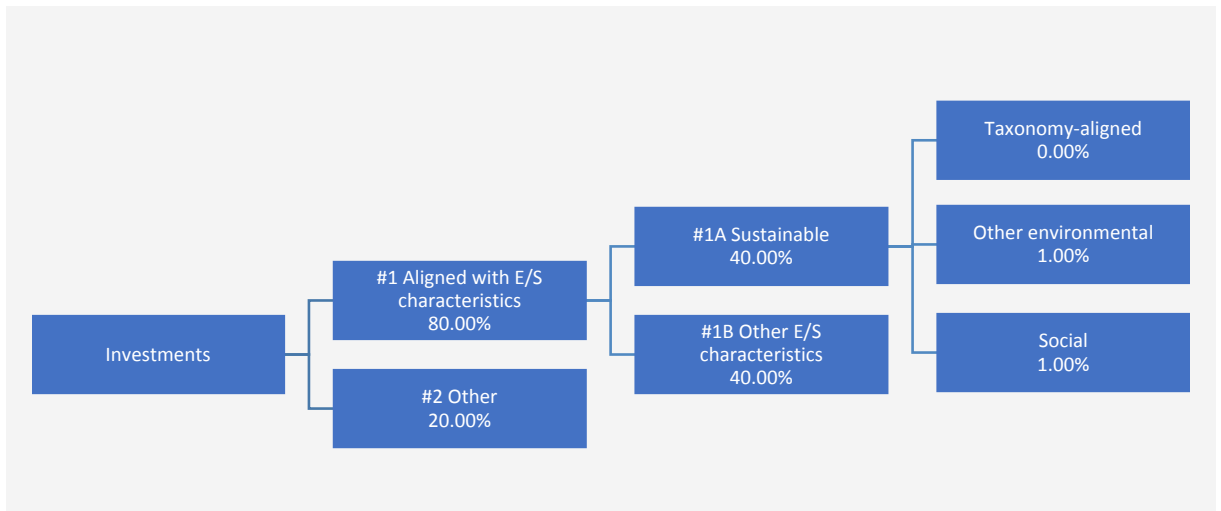 Investments
#1 Aligned with E/S
characteristics
80.00%
#2 Other
20.00%
#1A Sustainable
40.00%
#1B Other E/S
characteristics
40.00%
Taxonomy-aligned
0.00%
Other environmental
1.00%
Social
1.00%